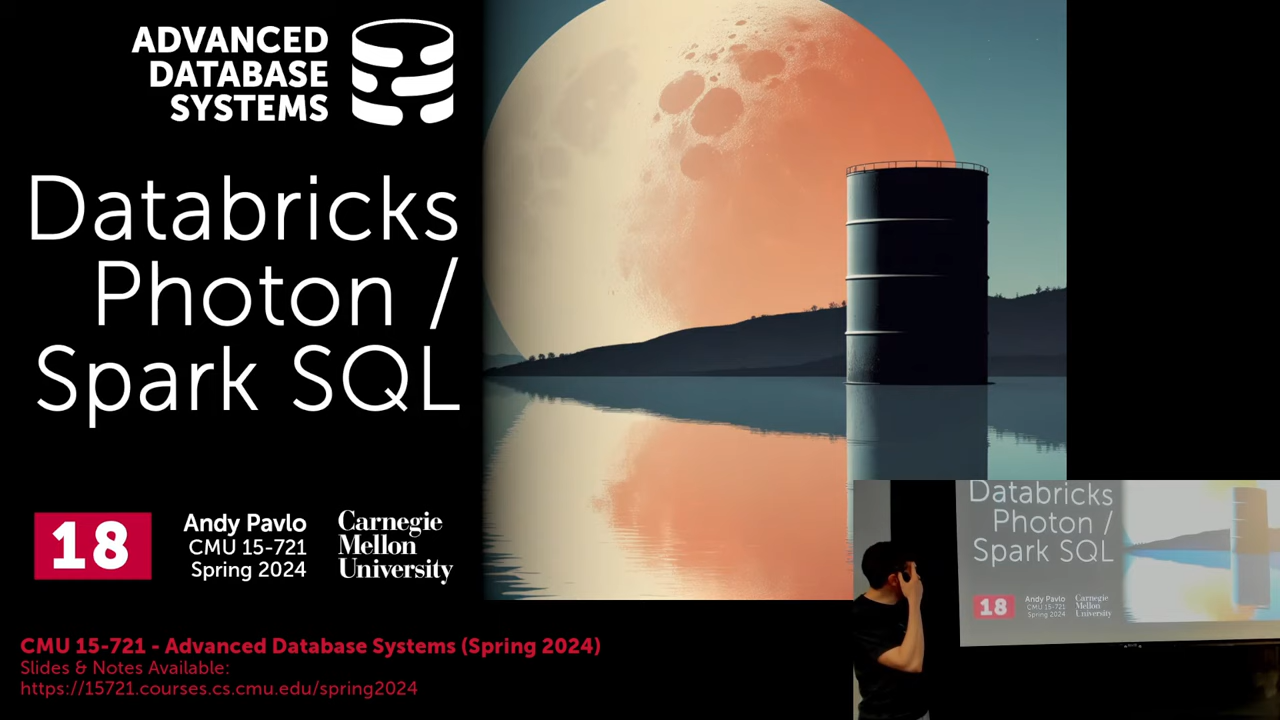 ADVANCED
DATABASE
SYSTEMS
Databricks
Photon /
Spark SQL
18
Andy Pavlo
CMU 15-721
Spring 2024
Carnegie
Mellon
University
CMU 15-721 - Advanced Database Systems (Spring 2024)
Slides & Notes Available:
https://15721.courses.cs.cmu.edu/spring2024
Databricks
Photon /
Spark SQL
18
Andy Pavlo
CMU 15-721
Spring 2024
Carnegie
Mellon
University